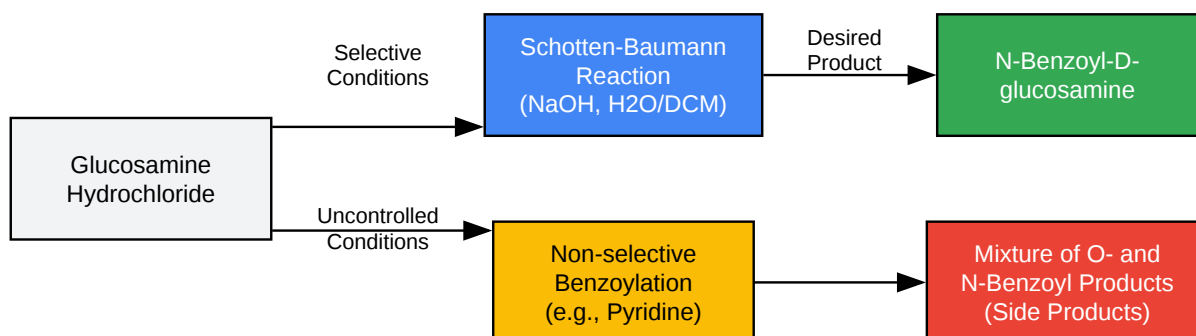 Glucosamine
Hydrochloride
Selective
Conditions
Schotten-Baumann
Reaction
(NaOH, H2O/DCM)
Desired
Product
N-Benzoyl-D-
glucosamine
Uncontrolled
Conditions
Non-selective
Benzoylation
(e.g., Pyridine)
Mixture of O- and
N-Benzoyl Products
(Side Products)